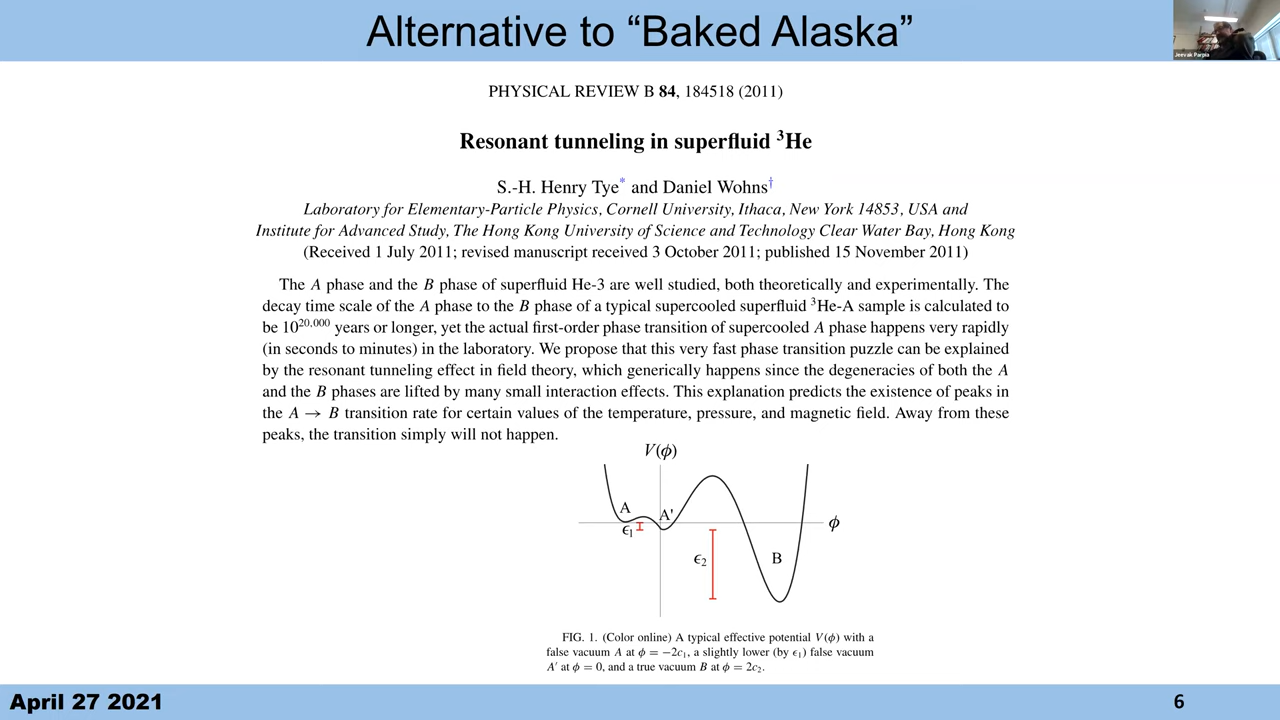 Alternative to “Baked Alaska”
Jeevak Parpia
PHYSICAL REVIEW B 84, 184518 (2011)
Resonant tunneling in superfluid ³He
S.-H. Henry Tye* and Daniel Wohns†
Laboratory for Elementary-Particle Physics, Cornell University, Ithaca, New York 14853, USA and
Institute for Advanced Study, The Hong Kong University of Science and Technology Clear Water Bay, Hong Kong
(Received 1 July 2011; revised manuscript received 3 October 2011; published 15 November 2011)
The A phase and the B phase of superfluid He-3 are well studied, both theoretically and experimentally. The
decay time scale of the A phase to the B phase of a typical supercooled superfluid ³He-A sample is calculated to
be 10²⁰,⁰⁰⁰ years or longer, yet the actual first-order phase transition of supercooled A phase happens very rapidly
(in seconds to minutes) in the laboratory. We propose that this very fast phase transition puzzle can be explained
by the resonant tunneling effect in field theory, which generically happens since the degeneracies of both the A
and the B phases are lifted by many small interaction effects. This explanation predicts the existence of peaks in
the A → B transition rate for certain values of the temperature, pressure, and magnetic field. Away from these
peaks, the transition simply will not happen.
V(ϕ)
A
A'
ϵ₁
ϕ
ϵ₂
B
FIG. 1. (Color online) A typical effective potential V(ϕ) with a
false vacuum A at ϕ = −2c₁, a slightly lower (by ϵ₁) false vacuum
A′ at ϕ = 0, and a true vacuum B at ϕ = 2c₂.
April 27 2021
6